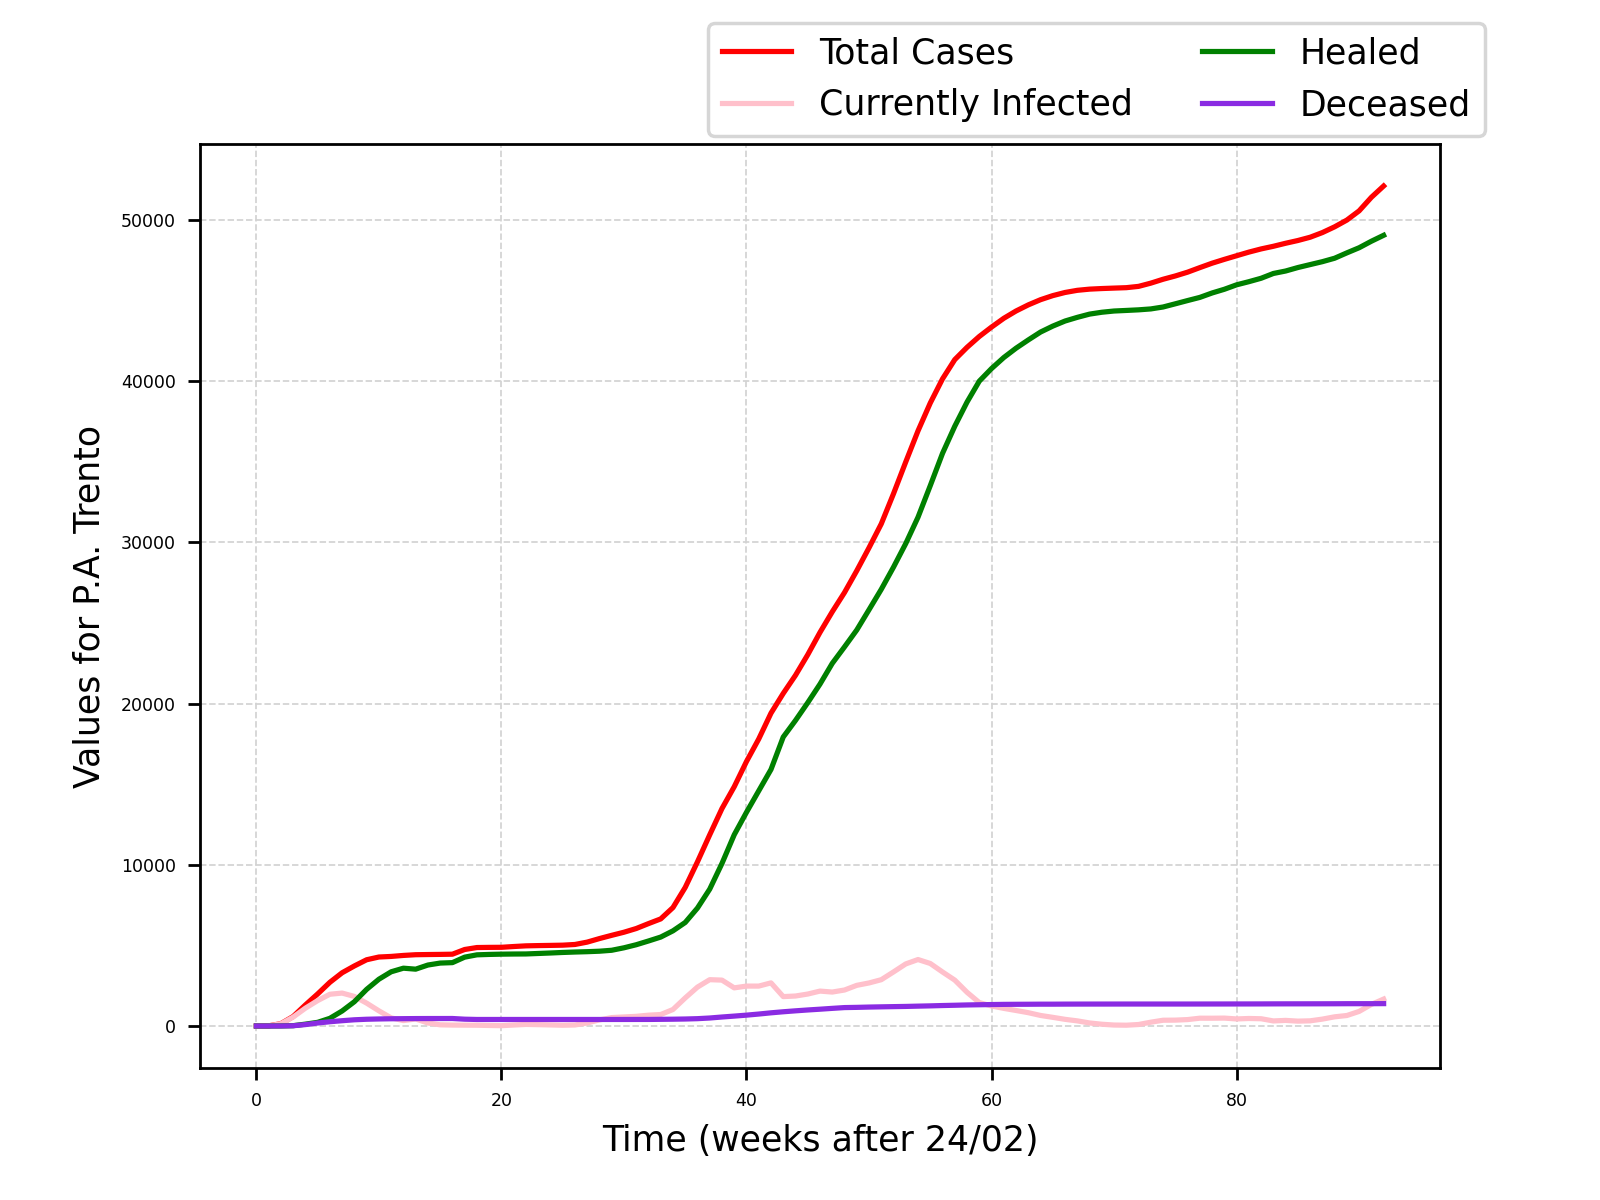 Total Cases
Currently Infected
Healed
Deceased
Values for P.A. Trento
50000
40000
30000
20000
10000
0
0 20 40 60 80
Time (weeks after 24/02)